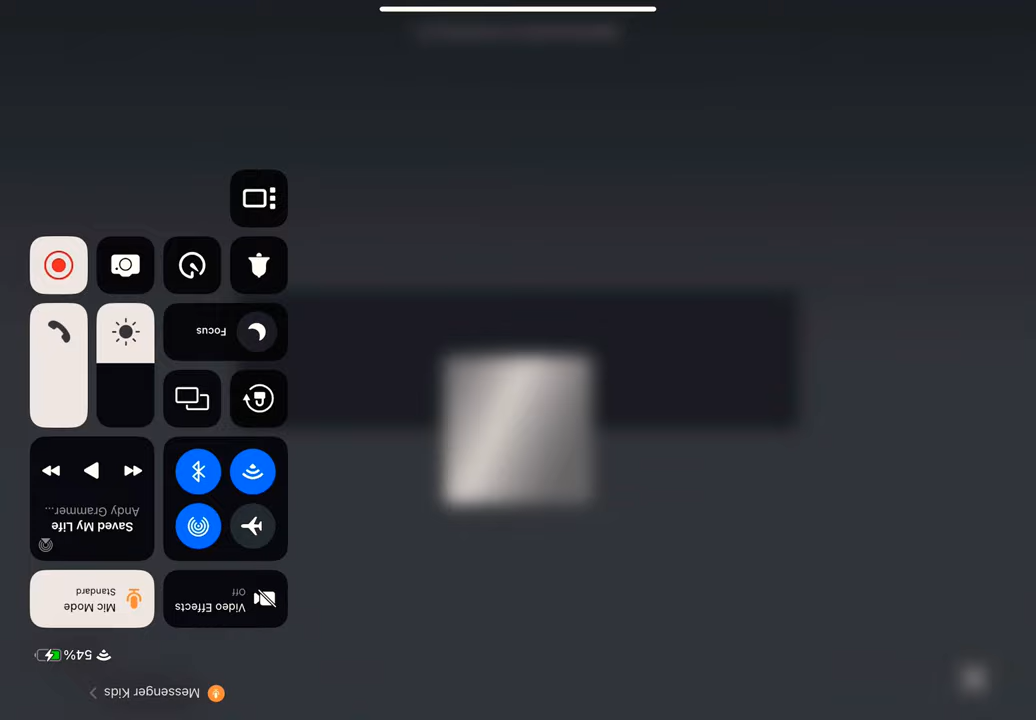 Messenger Kids
54%
Video Effects
Off
Mic Mode
Standard
Saved My Life
Andy Grammer...
Focus